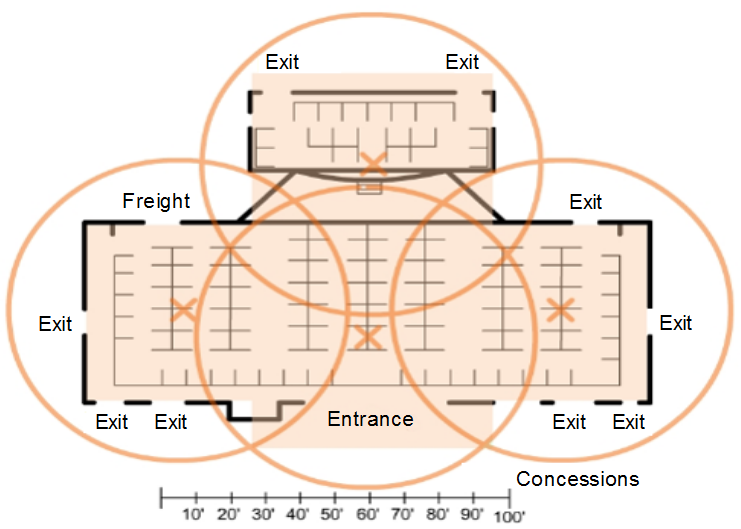 Exit Exit
Freight Exit
Exit Exit
Exit Exit Entrance Exit Exit
Concessions
10' 20' 30' 40' 50' 60' 70' 80' 90' 100'